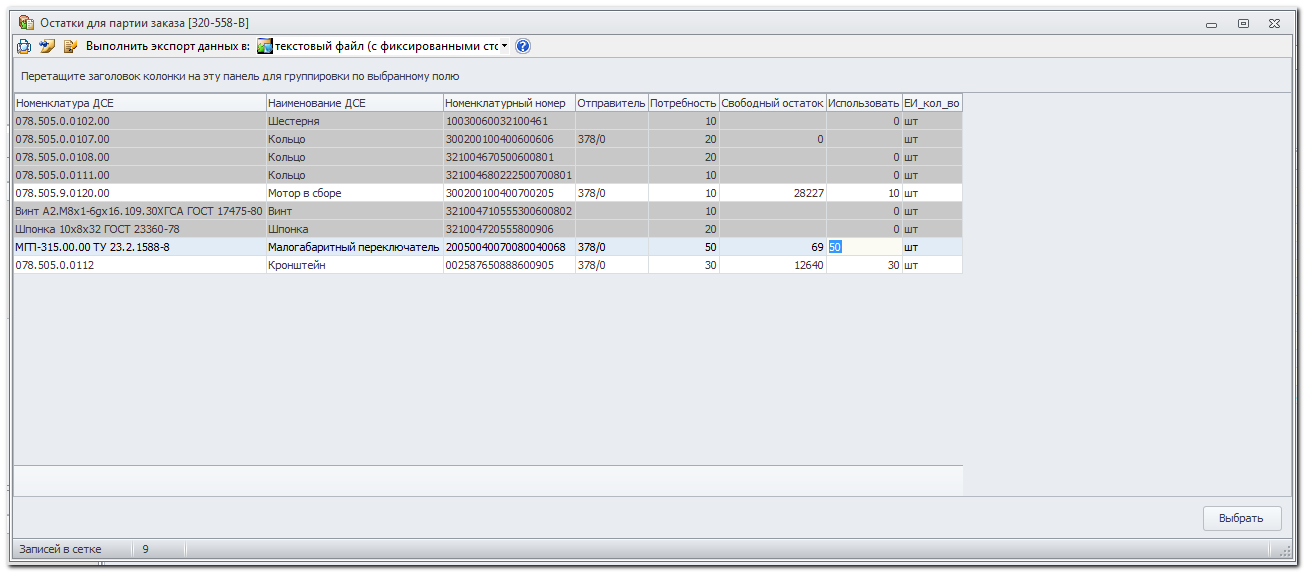 Остатки для партии заказа [320-558-В]
Выполнить экспорт данных в: текстовый файл (с фиксированными стс
Перетащите заголовок колонки на эту панель для группировки по выбранному полю
Номенклатура ДСЕ Наименование ДСЕ Номенклатурный номер Отправитель Потребность Свободный остаток Использовать ЕИ_кол_во
078.505.0.0102.00 Шестерня 10030060032100461 10 0 шт
078.505.0.0107.00 Кольцо 300200100400600606 378/0 20 0 0 шт
078.505.0.0108.00 Кольцо 321004670500600801 20 0 шт
078.505.0.0111.00 Кольцо 321004680222500700801 10 0 шт
078.505.9.0120.00 Мотор в сборе 300200100400700205 378/0 10 28227 10 шт
Винт А2.М8х1-6gх16.109.30ХГСА ГОСТ 17475-80 Винт 321004710555300600802 10 0 шт
Шпонка 10х8х32 ГОСТ 23360-78 Шпонка 321004720555800906 20 0 шт
МГП-315.00.00 ТУ 23.2.1588-8 Малогабаритный переключатель 20050040070080040068 378/0 50 69 50 шт
078.505.0.0112 Кронштейн 002587650888600905 378/0 30 12640 30 шт
Выбрать
Записей в сетке 9